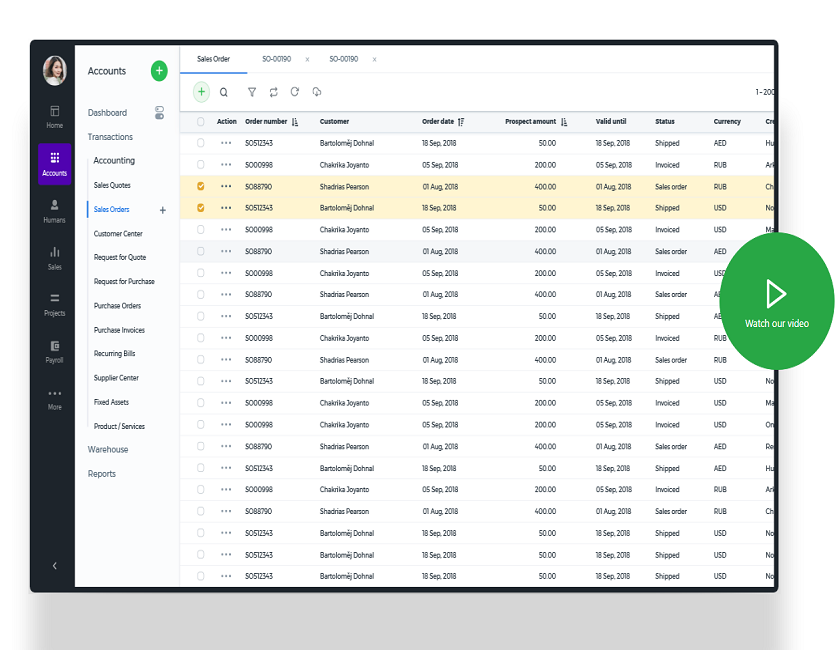 Sales Order SO-00190 x SO-00190 x
Accounts +
Home
Accounts
Humans
Sales
Projects
Payroll
More
Dashboard
Transactions
Accounting
Sales Quotes
Sales Orders +
Customer Center
Request for Quote
Request for Purchase
Purchase Orders
Purchase Invoices
Recurring Bills
Supplier Center
Fixed Assets
Product / Services
Warehouse
Reports
1-200
Action Order number Customer Order date Prospect amount Valid until Status Currency Cre
SO512343 Bartoloměj Dohnal 18 Sep, 2018 50.00 18 Sep, 2018 Shipped AED Hu
SO00998 Chakrika Joyanto 05 Sep, 2018 200.00 05 Sep, 2018 Invoiced RUB
SO88790 Shadrias Pearson 01 Aug, 2018 400.00 01 Aug, 2018 Sales order RUB Ch
SO512343 Bartoloměj Dohnal 18 Sep, 2018 50.00 18 Sep, 2018 Shipped USD No
SO00998 Chakrika Joyanto 05 Sep, 2018 200.00 05 Sep, 2018 Invoiced USD
SO88790 Shadrias Pearson 01 Aug, 2018 400.00 01 Aug, 2018 Sales order AED
SO00998 Chakrika Joyanto 05 Sep, 2018 200.00 05 Sep, 2018 Invoiced USD
SO88790 Shadrias Pearson 01 Aug, 2018 400.00 01 Aug, 2018 Sales order
SO512343 Bartoloměj Dohnal 18 Sep, 2018 50.00 18 Sep, 2018 Shipped
SO00998 Chakrika Joyanto 05 Sep, 2018 200.00 05 Sep, 2018 Invoiced RUB
SO88790 Shadrias Pearson 01 Aug, 2018 400.00 01 Aug, 2018 Sales order RUB
SO512343 Bartoloměj Dohnal 18 Sep, 2018 50.00 18 Sep, 2018 Shipped USD No
SO00998 Chakrika Joyanto 05 Sep, 2018 200.00 05 Sep, 2018 Invoiced USD Ma
SO00998 Chakrika Joyanto 05 Sep, 2018 200.00 05 Sep, 2018 Invoiced USD On
SO88790 Shadrias Pearson 01 Aug, 2018 400.00 01 Aug, 2018 Sales order AED Re
SO512343 Bartoloměj Dohnal 18 Sep, 2018 50.00 18 Sep, 2018 Shipped AED Hu
SO00998 Chakrika Joyanto 05 Sep, 2018 200.00 05 Sep, 2018 Invoiced RUB
SO88790 Shadrias Pearson 01 Aug, 2018 400.00 01 Aug, 2018 Sales order RUB Ch
SO512343 Bartoloměj Dohnal 18 Sep, 2018 50.00 18 Sep, 2018 Shipped USD No
SO512343 Bartoloměj Dohnal 18 Sep, 2018 50.00 18 Sep, 2018 Shipped USD No
SO512343 Bartoloměj Dohnal 18 Sep, 2018 50.00 18 Sep, 2018 Shipped USD No
Watch our video